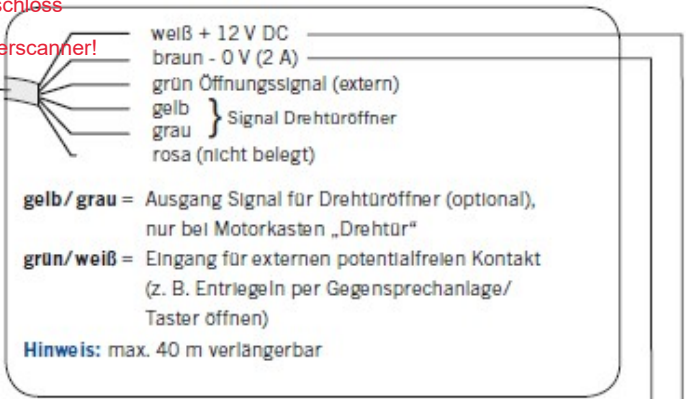 schloss
erscanner!
weiß + 12 V DC
braun - 0 V (2 A)
grün Öffnungssignal (extern)
gelb
grau } Signal Drehtüröffner
rosa (nicht belegt)
gelb/grau = Ausgang Signal für Drehtüröffner (optional),
nur bei Motorkasten „Drehtür“
grün/weiß = Eingang für externen potentialfreien Kontakt
(z. B. Entriegeln per Gegensprechanlage/
Taster öffnen)
Hinweis: max. 40 m verlängerbar